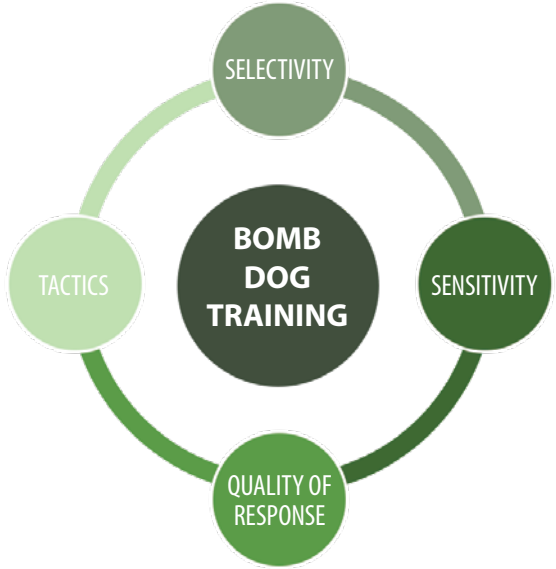 SELECTIVITY
BOMB
DOG
TRAINING
TACTICS
SENSITIVITY
QUALITY OF
RESPONSE